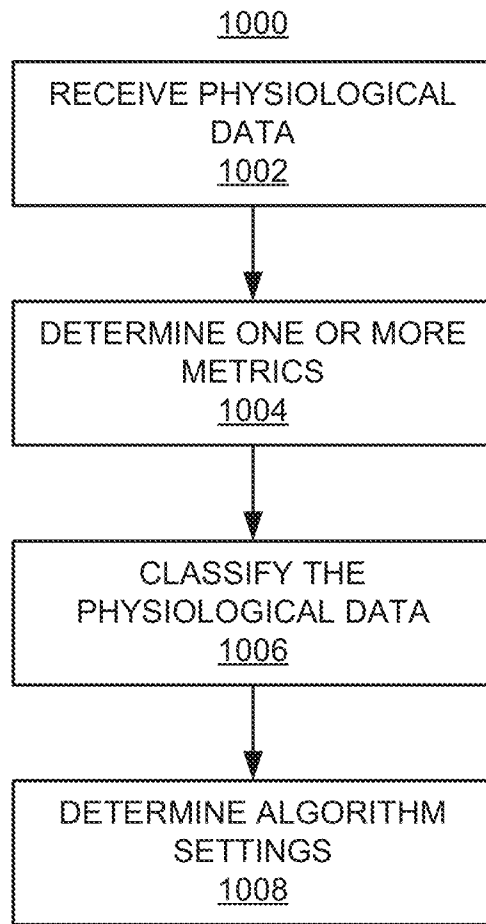 1000
RECEIVE PHYSIOLOGICAL
DATA
1002
DETERMINE ONE OR MORE
METRICS
1004
CLASSIFY THE
PHYSIOLOGICAL DATA
1006
DETERMINE ALGORITHM
SETTINGS
1008